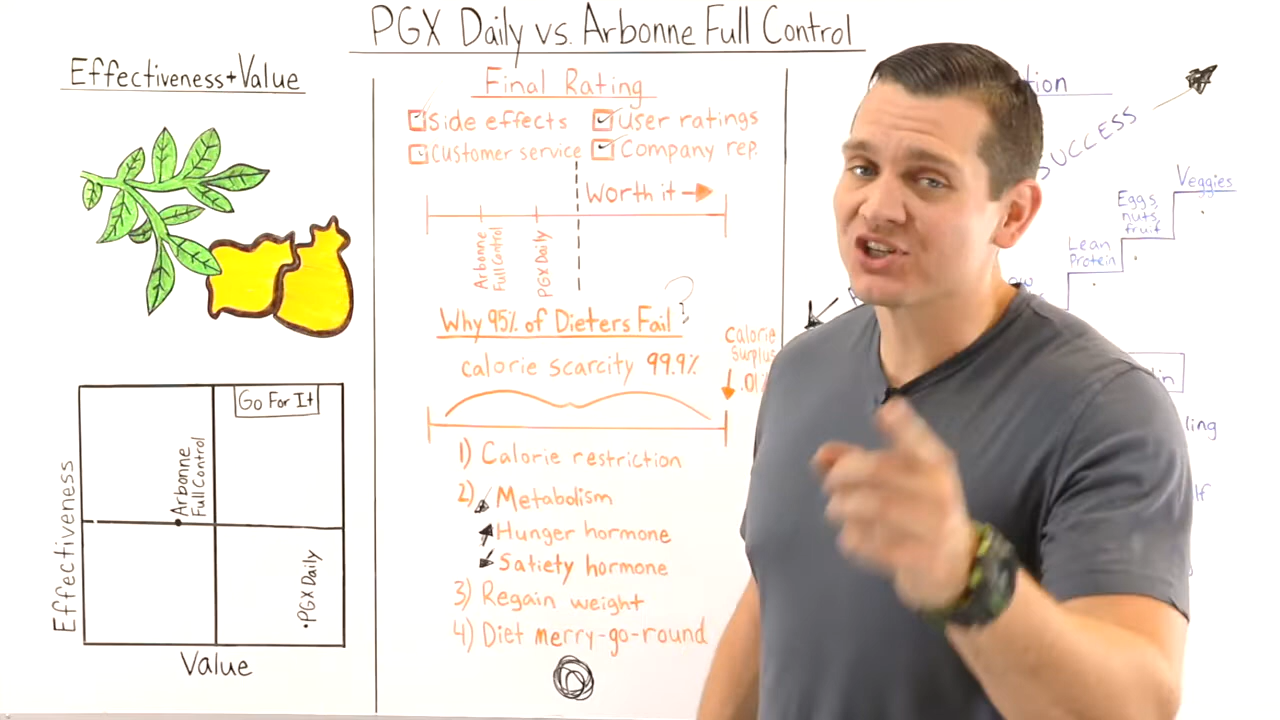 PGX Daily vs. Arbonne Full Control
Effectiveness+Value
Effectiveness
Value
Go For It
Arbonne
Full Control
PGX Daily
Final Rating
Side effects
User ratings
Customer service
Company rep.
Worth it
Arbonne
Full Control
PGX Daily
Why 95% of Dieters Fail?
calorie scarcity 99.9%
Calorie
Surplus
1) Calorie restriction
2) Metabolism
Hunger hormone
Satiety hormone
3) Regain weight
4) Diet merry-go-round
SUCCESS
Veggies
Eggs,
nuts,
fruit
Lean
Protein